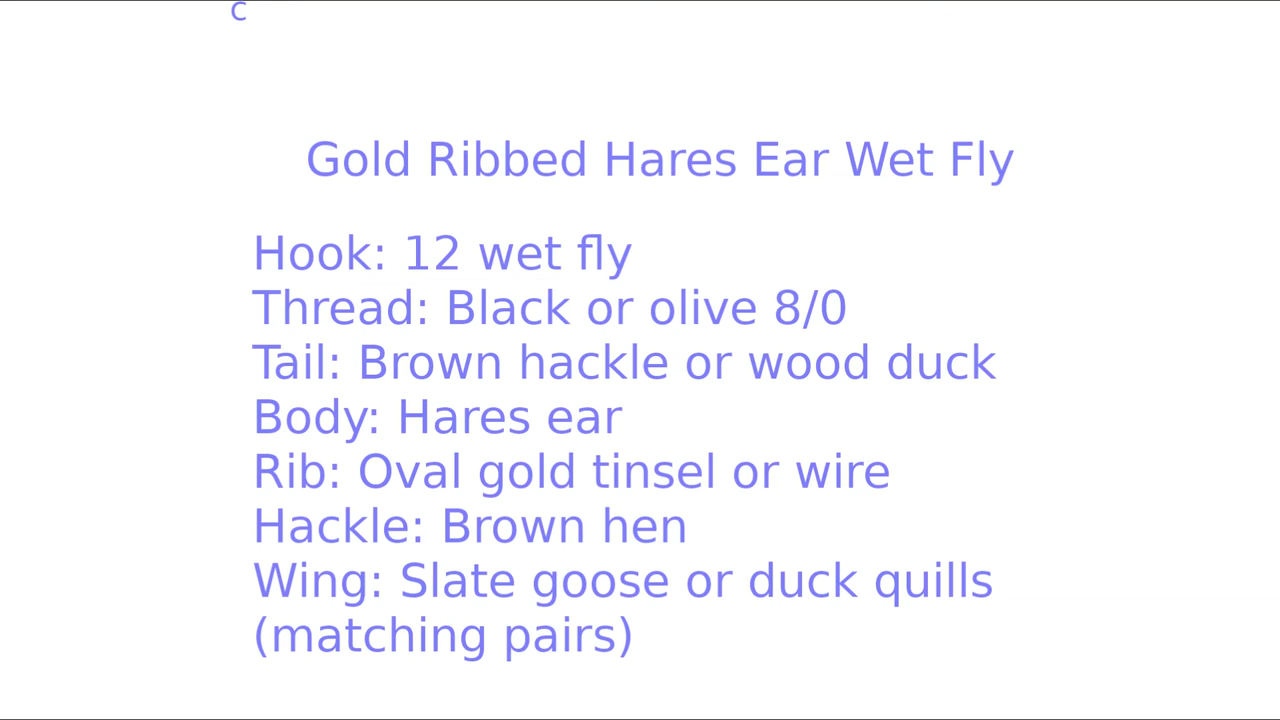 c
Gold Ribbed Hares Ear Wet Fly
Hook: 12 wet fly
Thread: Black or olive 8/0
Tail: Brown hackle or wood duck
Body: Hares ear
Rib: Oval gold tinsel or wire
Hackle: Brown hen
Wing: Slate goose or duck quills
(matching pairs)